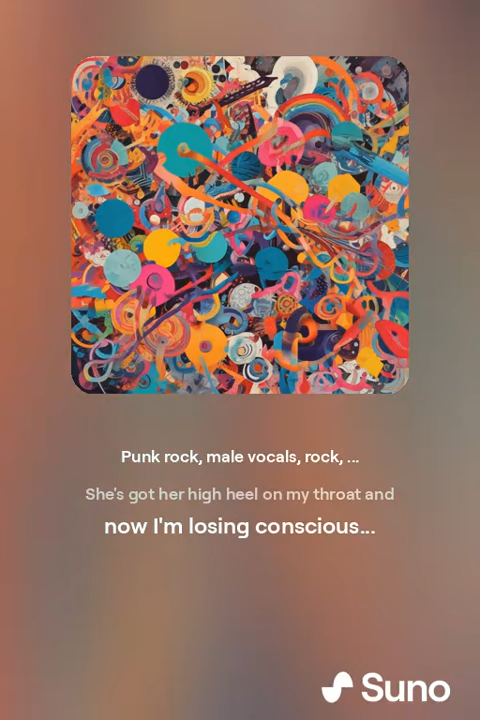 Punk rock, male vocals, rock, ...
She's got her high heel on my throat and
now I'm losing conscious...
Suno